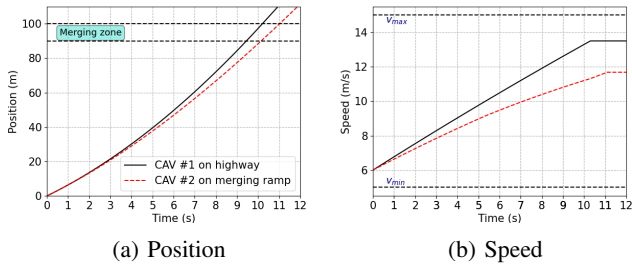 100
80
60
40
20
0
Position (m)
Merging zone
CAV #1 on highway
CAV #2 on merging ramp
0 1 2 3 4 5 6 7 8 9 10 11 12
Time (s)
(a) Position
14
12
10
8
6
Speed (m/s)
vmax
vmin
0 1 2 3 4 5 6 7 8 9 10 11 12
Time (s)
(b) Speed